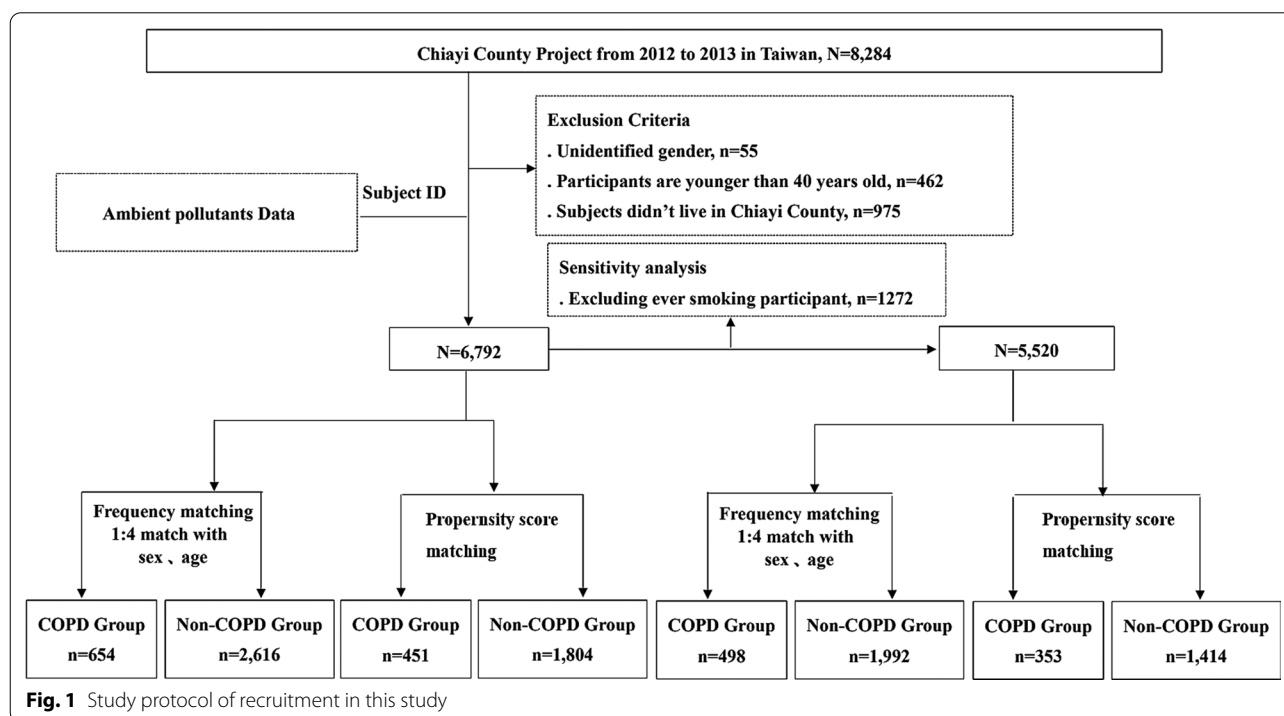 Chiayi County Project from 2012 to 2013 in Taiwan, N=8,284
Exclusion Criteria
. Unidentified gender, n=55
. Participants are younger than 40 years old, n=462
. Subjects didn’t live in Chiayi County, n=975
Ambient pollutants Data
Subject ID
Sensitivity analysis
. Excluding ever smoking participant, n=1272
N=6,792
N=5,520
Frequency matching
1:4 match with
sex 、age
Propernsity score
matching
Frequency matching
1:4 match with
sex 、age
Propernsity score
matching
COPD Group
n=654
Non-COPD Group
n=2,616
COPD Group
n=451
Non-COPD Group
n=1,804
COPD Group
n=498
Non-COPD Group
n=1,992
COPD Group
n=353
Non-COPD Group
n=1,414
Fig. 1 Study protocol of recruitment in this study